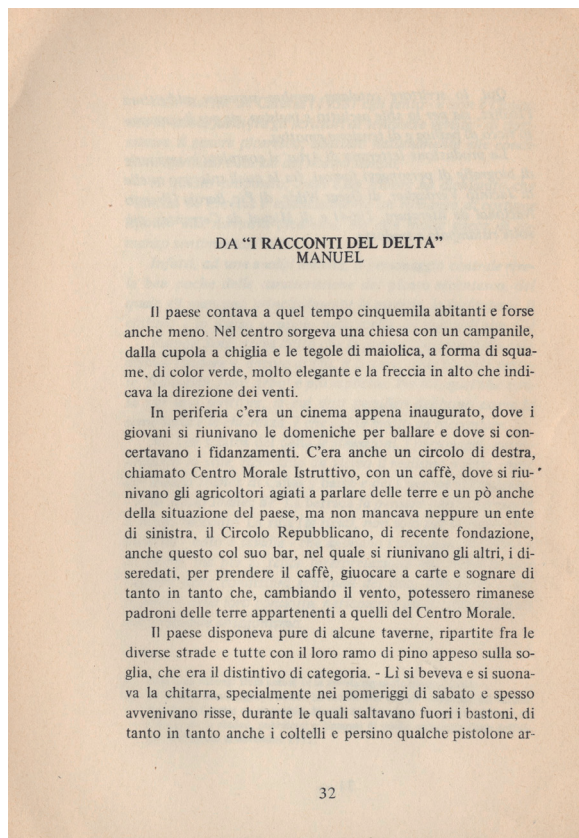 DA “I RACCONTI DEL DELTA”
MANUEL
Il paese contava a quel tempo cinquemila abitanti e forse
anche meno. Nel centro sorgeva una chiesa con un campanile,
dalla cupola a chiglia e le tegole di maiolica, a forma di squa-
me, di color verde, molto elegante e la freccia in alto che indi-
cava la direzione dei venti.
In periferia c’era un cinema appena inaugurato, dove i
giovani si riunivano le domeniche per ballare e dove si con-
certavano i fidanzamenti. C’era anche un circolo di destra,
chiamato Centro Morale Istruttivo, con un caffè, dove si riu-
nivano gli agricoltori agiati a parlare delle terre e un pò anche
della situazione del paese, ma non mancava neppure un ente
di sinistra, il Circolo Repubblicano, di recente fondazione,
anche questo col suo bar, nel quale si riunivano gli altri, i di-
seredati, per prendere il caffè, giuocare a carte e sognare di
tanto in tanto che, cambiando il vento, potessero rimanese
padroni delle terre appartenenti a quelli del Centro Morale.
Il paese disponeva pure di alcune taverne, ripartite fra le
diverse strade e tutte con il loro ramo di pino appeso sulla so-
glia, che era il distintivo di categoria. - Lì si beveva e si suona-
va la chitarra, specialmente nei pomeriggi di sabato e spesso
avvenivano risse, durante le quali saltavano fuori i bastoni, di
tanto in tanto anche i coltelli e persino qualche pistolone ar-
32